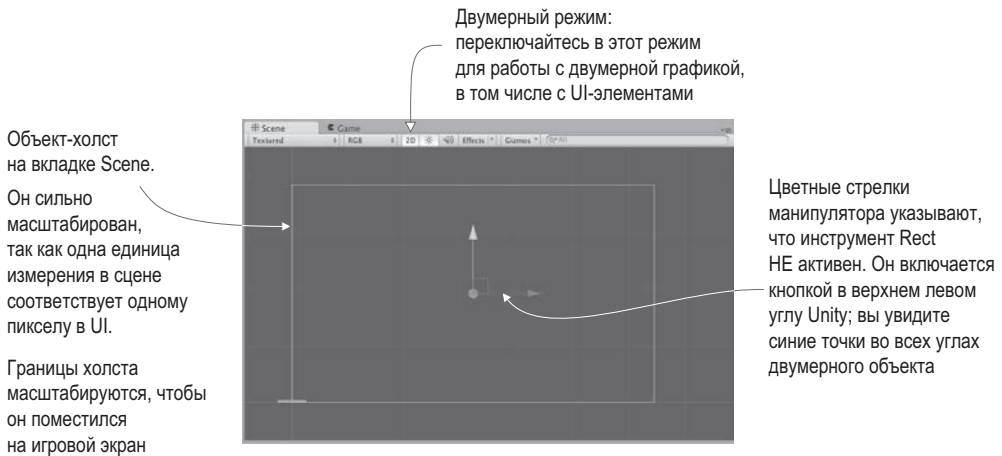 Двумерный режим:
переключайтесь в этот режим
для работы с двумерной графикой,
в том числе с UI-элементами
Объект-холст
на вкладке Scene.
Он сильно
масштабирован,
так как одна единица
измерения в сцене
соответствует одному
пикселу в UI.
Границы холста
масштабируются, чтобы
он поместился
на игровой экран
Scene Game
Textured RGB 2D Effects Gizmos All
Цветные стрелки
манипулятора указывают,
что инструмент Rect
НЕ активен. Он включается
кнопкой в верхнем левом
углу Unity; вы увидите
синие точки во всех углах
двумерного объекта